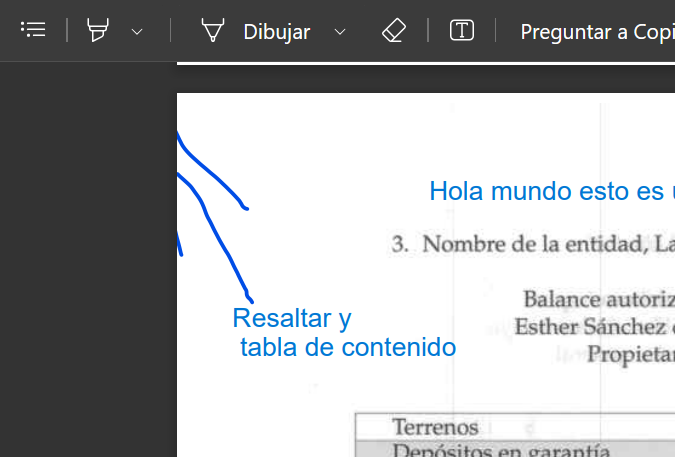 Dibujar
Preguntar a Copi
Hola mundo esto es
3. Nombre de la entidad, La
Balance autoriz
Esther Sánchez
Propietar
Resaltar y
tabla de contenido
Terrenos
Depósitos en garantía